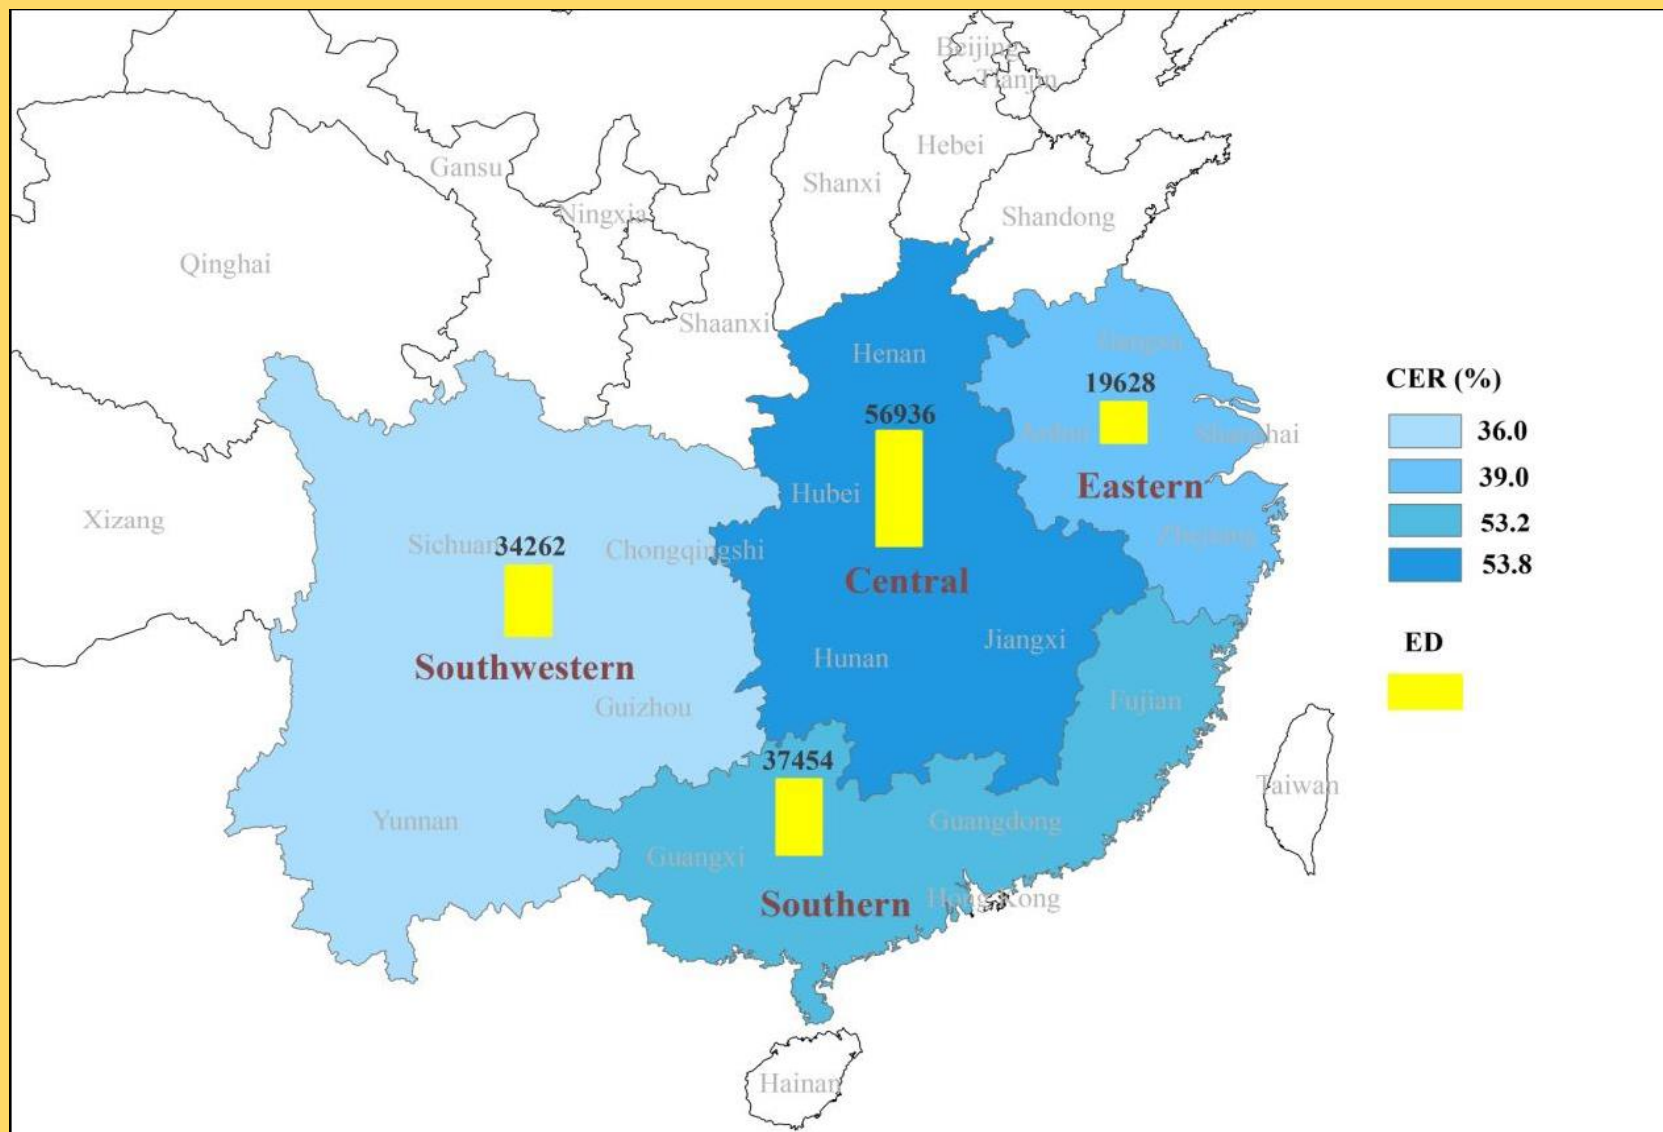 Beijing
Tianjin
Hebei
Gansu
Shanxi
Ningxia
Shandong
Qinghai
Shaanxi
Henan
Jiangsu
19628
CER (%)
36.0
39.0
53.2
53.8
56936
Anhui
Shanghai
Eastern
Hubei
Xizang
Sichuan
34262
Chongqingshi
Zhejiang
Central
ED
Jiangxi
Hunan
Southwestern
Guizhou
Fujian
37454
Taiwan
Yunnan
Guangdong
Guangxi
Southern
Hong Kong
Hainan